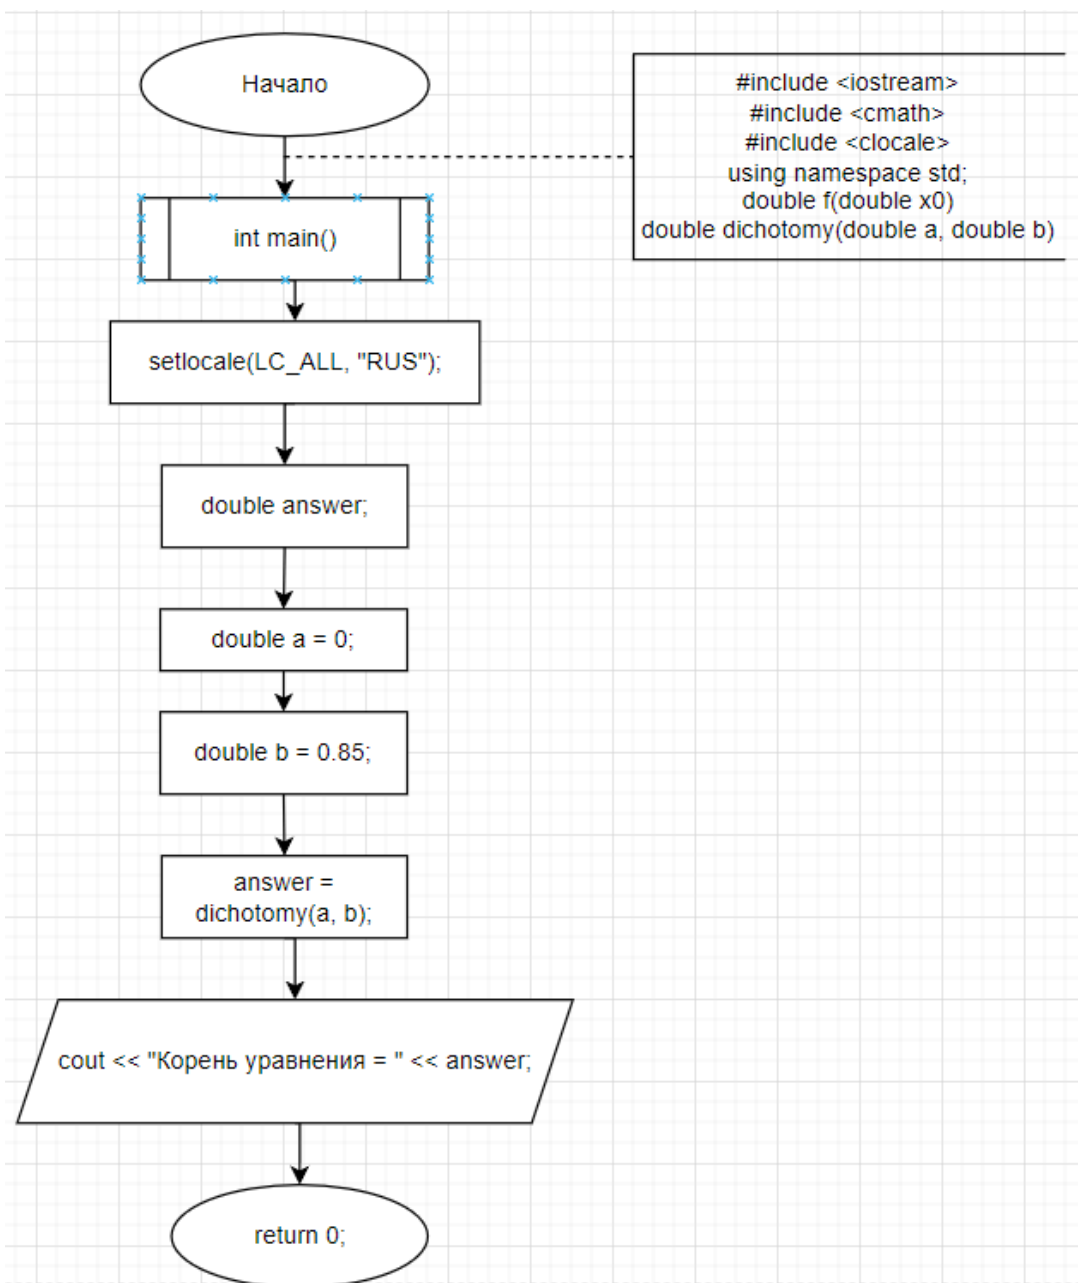 Начало
#include <iostream>
#include <cmath>
#include <clocale>
using namespace std;
double f(double x0)
double dichotomy(double a, double b)
int main()
setlocale(LC_ALL, "RUS");
double answer;
double a = 0;
double b = 0.85;
answer =
dichotomy(a, b);
cout << "Корень уравнения = " << answer;
return 0;